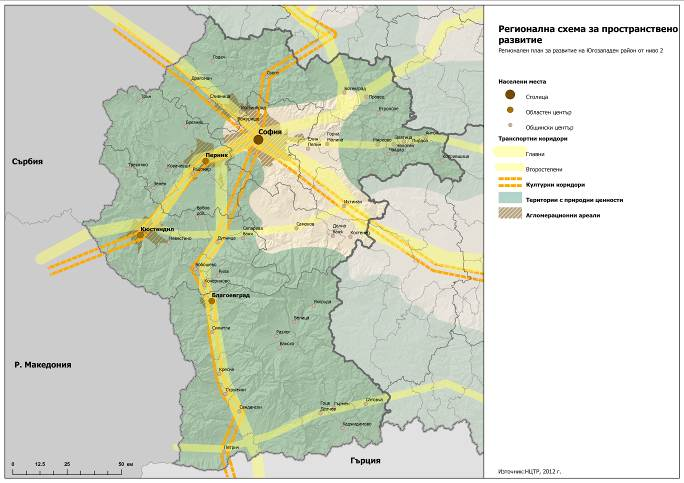 Регионална схема за пространствено
развитие
Регионален план за развитие на Югозападен район от ниво 2
Населени места
Столица
Областен център
Общински център
Транспортни коридори
Главни
Второстепени
Културни коридори
Територии с природни ценности
Агломерационни ареали
Източник:НЦТР, 2012 г.
Сърбия
Р. Македония
Гърция
София
Перник
Кюстендил
Благоевград
Годеч
Драгоман
Своге
Сливница
Костинброд
Божурище
Ботевград
Правец
Етрополе
Трън
Брезник
Елин
Пелин
Горна
Малина
Мирково
Златица
Пирдоп
Антон
Челопеч
Чавдар
Копривщица
Трекляно
Ковачевци
Радомир
Земен
Ихтиман
Бобов
дол
Невестино
Дупница
Сапарева
баня
Самоков
Долна
баня
Костенец
Бобошево
Рила
Кочериново
Якоруда
Белица
Симитли
Разлог
Банско
Кресна
Струмяни
Сандански
Гоце
Делчев
Гърмен
Сатовча
Хаджидимово
Петрич
0 12.5 25 50 км